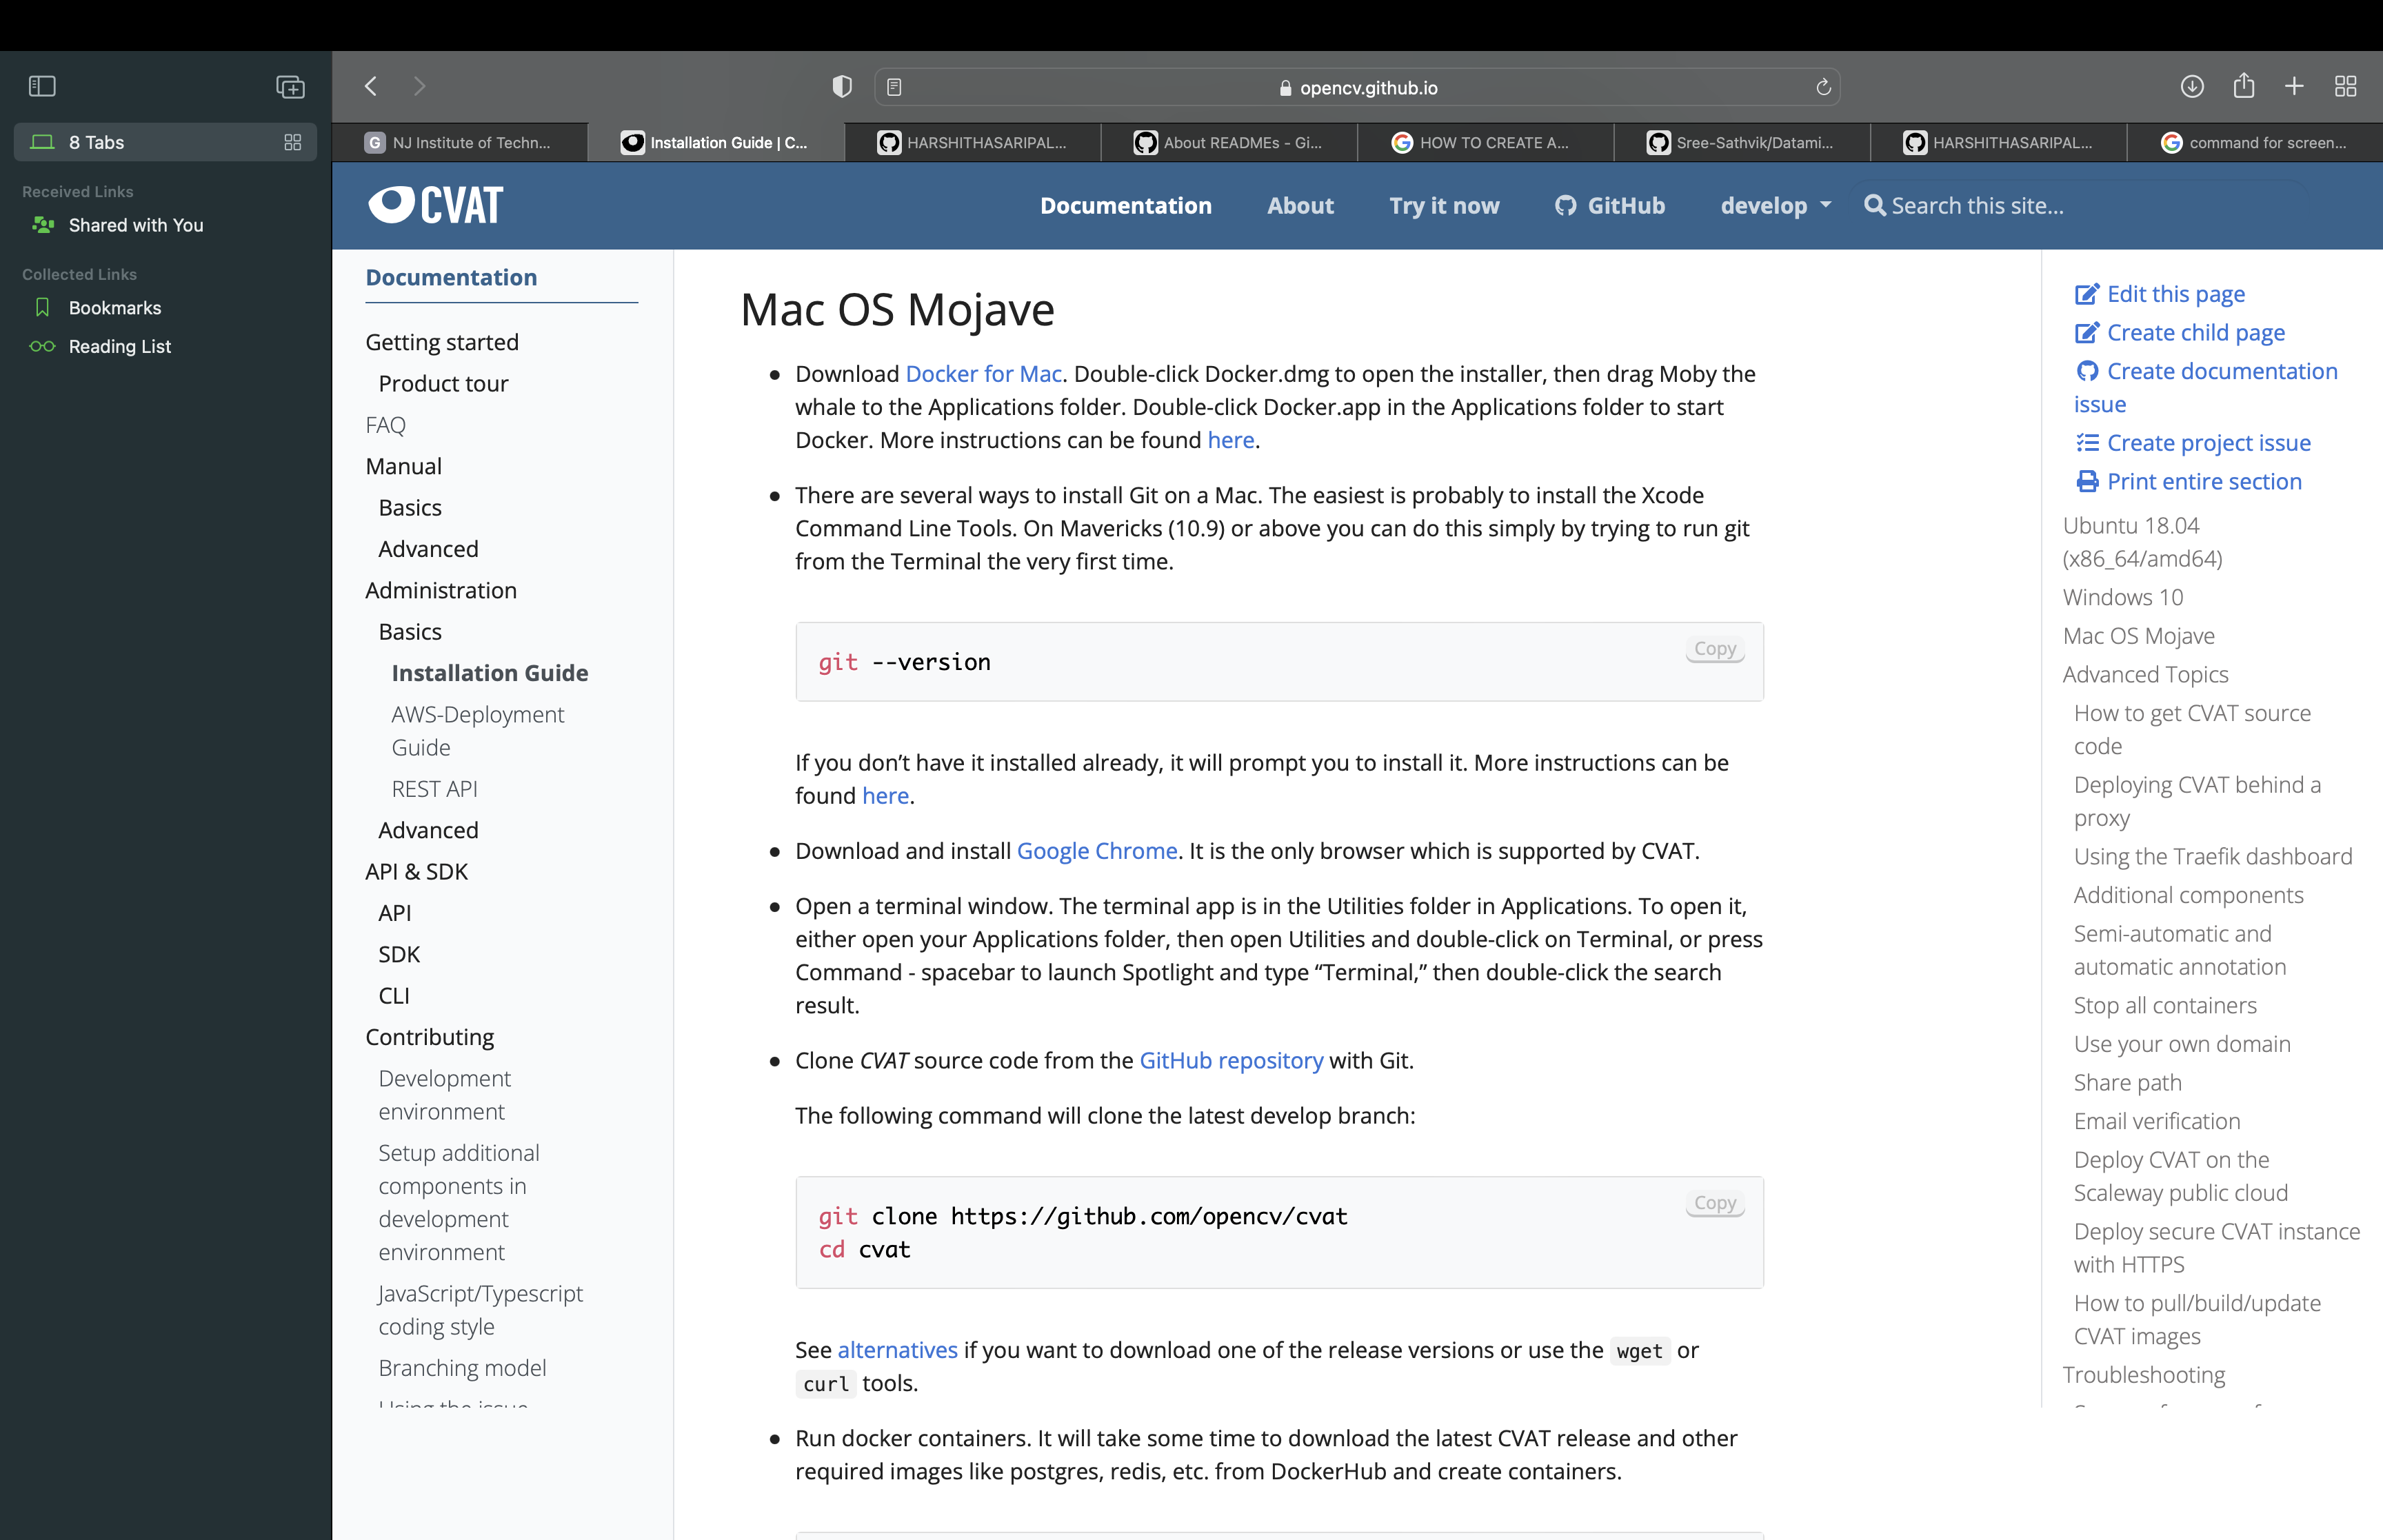 8 Tabs
Received Links
Shared with You
Collected Links
Bookmarks
Reading List
opencv.github.io
G NJ Institute of Techn...
Installation Guide | C...
HARSHITHASARIPAL...
About READMEs - Gi...
HOW TO CREATE A...
Sree-Sathvik/Datami...
HARSHITHASARIPAL...
command for screen...
CVAT
Documentation
About
Try it now
GitHub
develop
Search this site...
Documentation
Getting started
Product tour
FAQ
Manual
Basics
Advanced
Administration
Basics
Installation Guide
AWS-Deployment
Guide
REST API
Advanced
API & SDK
API
SDK
CLI
Contributing
Development
environment
Setup additional
components in
development
environment
JavaScript/Typescript
coding style
Branching model
Using the issue
Mac OS Mojave
• Download Docker for Mac. Double-click Docker.dmg to open the installer, then drag Moby the
whale to the Applications folder. Double-click Docker.app in the Applications folder to start
Docker. More instructions can be found here.
• There are several ways to install Git on a Mac. The easiest is probably to install the Xcode
Command Line Tools. On Mavericks (10.9) or above you can do this simply by trying to run git
from the Terminal the very first time.
Copy
git --version
If you don’t have it installed already, it will prompt you to install it. More instructions can be
found here.
• Download and install Google Chrome. It is the only browser which is supported by CVAT.
• Open a terminal window. The terminal app is in the Utilities folder in Applications. To open it,
either open your Applications folder, then open Utilities and double-click on Terminal, or press
Command - spacebar to launch Spotlight and type “Terminal,” then double-click the search
result.
• Clone CVAT source code from the GitHub repository with Git.
The following command will clone the latest develop branch:
Copy
git clone https://github.com/opencv/cvat
cd cvat
See alternatives if you want to download one of the release versions or use the wget or
curl tools.
• Run docker containers. It will take some time to download the latest CVAT release and other
required images like postgres, redis, etc. from DockerHub and create containers.
Edit this page
Create child page
Create documentation
issue
Create project issue
Print entire section
Ubuntu 18.04
(x86_64/amd64)
Windows 10
Mac OS Mojave
Advanced Topics
How to get CVAT source
code
Deploying CVAT behind a
proxy
Using the Traefik dashboard
Additional components
Semi-automatic and
automatic annotation
Stop all containers
Use your own domain
Share path
Email verification
Deploy CVAT on the
Scaleway public cloud
Deploy secure CVAT instance
with HTTPS
How to pull/build/update
CVAT images
Troubleshooting